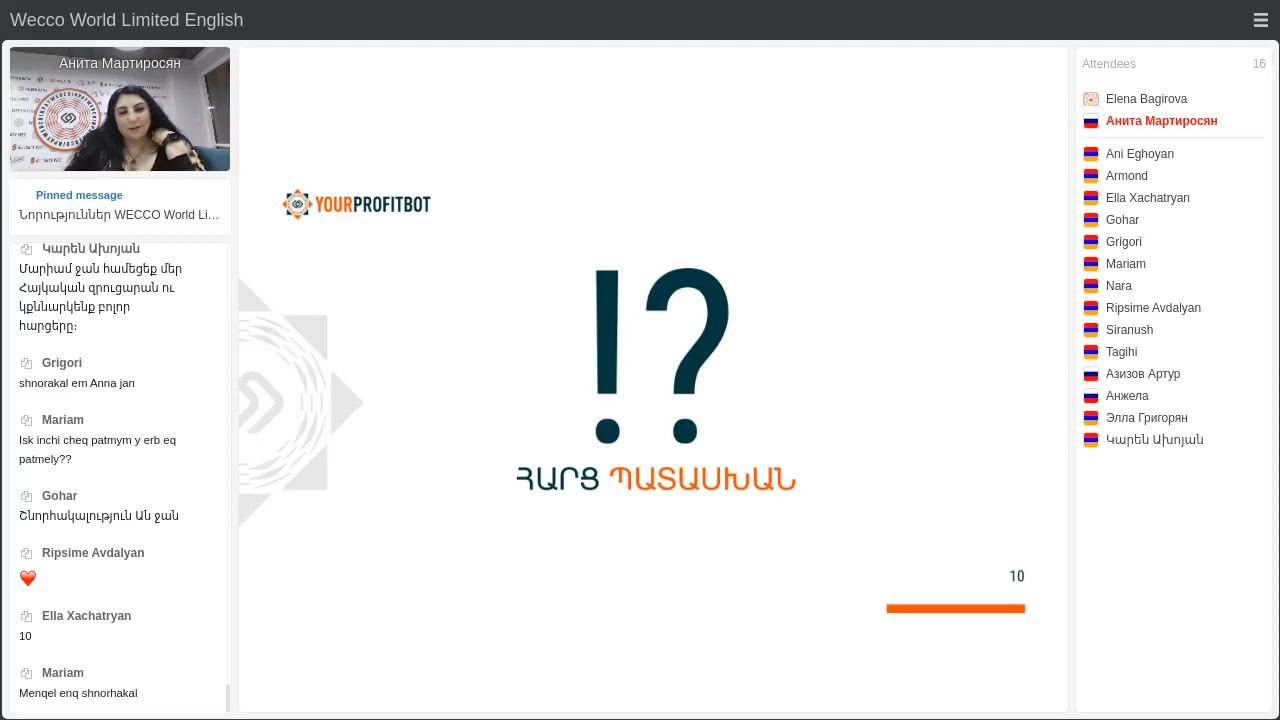 Wecco World Limited English
Анита Мартиросян
Pinned message
Նորություններ WECCO World Li…
Կարեն Ախոյան
Մարիամ ջան համեցեք մեր
Հայկական զրուցարան ու
կքննարկենք բոլոր
հարցերը։
Grigori
shnorakal em Anna jan
Mariam
Isk inchi cheq patmym y erb eq
patmely??
Gohar
Շնորհակալություն Ան ջան
Ripsime Avdalyan
Ella Xachatryan
10
Mariam
Menqel enq shnorhakal
YOURPROFITBOT
!?
ՀԱՐՑ ՊԱՏԱՍԽԱՆ
10
Attendees 16
Elena Bagirova
Анита Мартиросян
Ani Eghoyan
Armond
Ella Xachatryan
Gohar
Grigori
Mariam
Nara
Ripsime Avdalyan
Siranush
Tagihi
Азизов Артур
Анжела
Элла Григорян
Կարեն Ախոյան